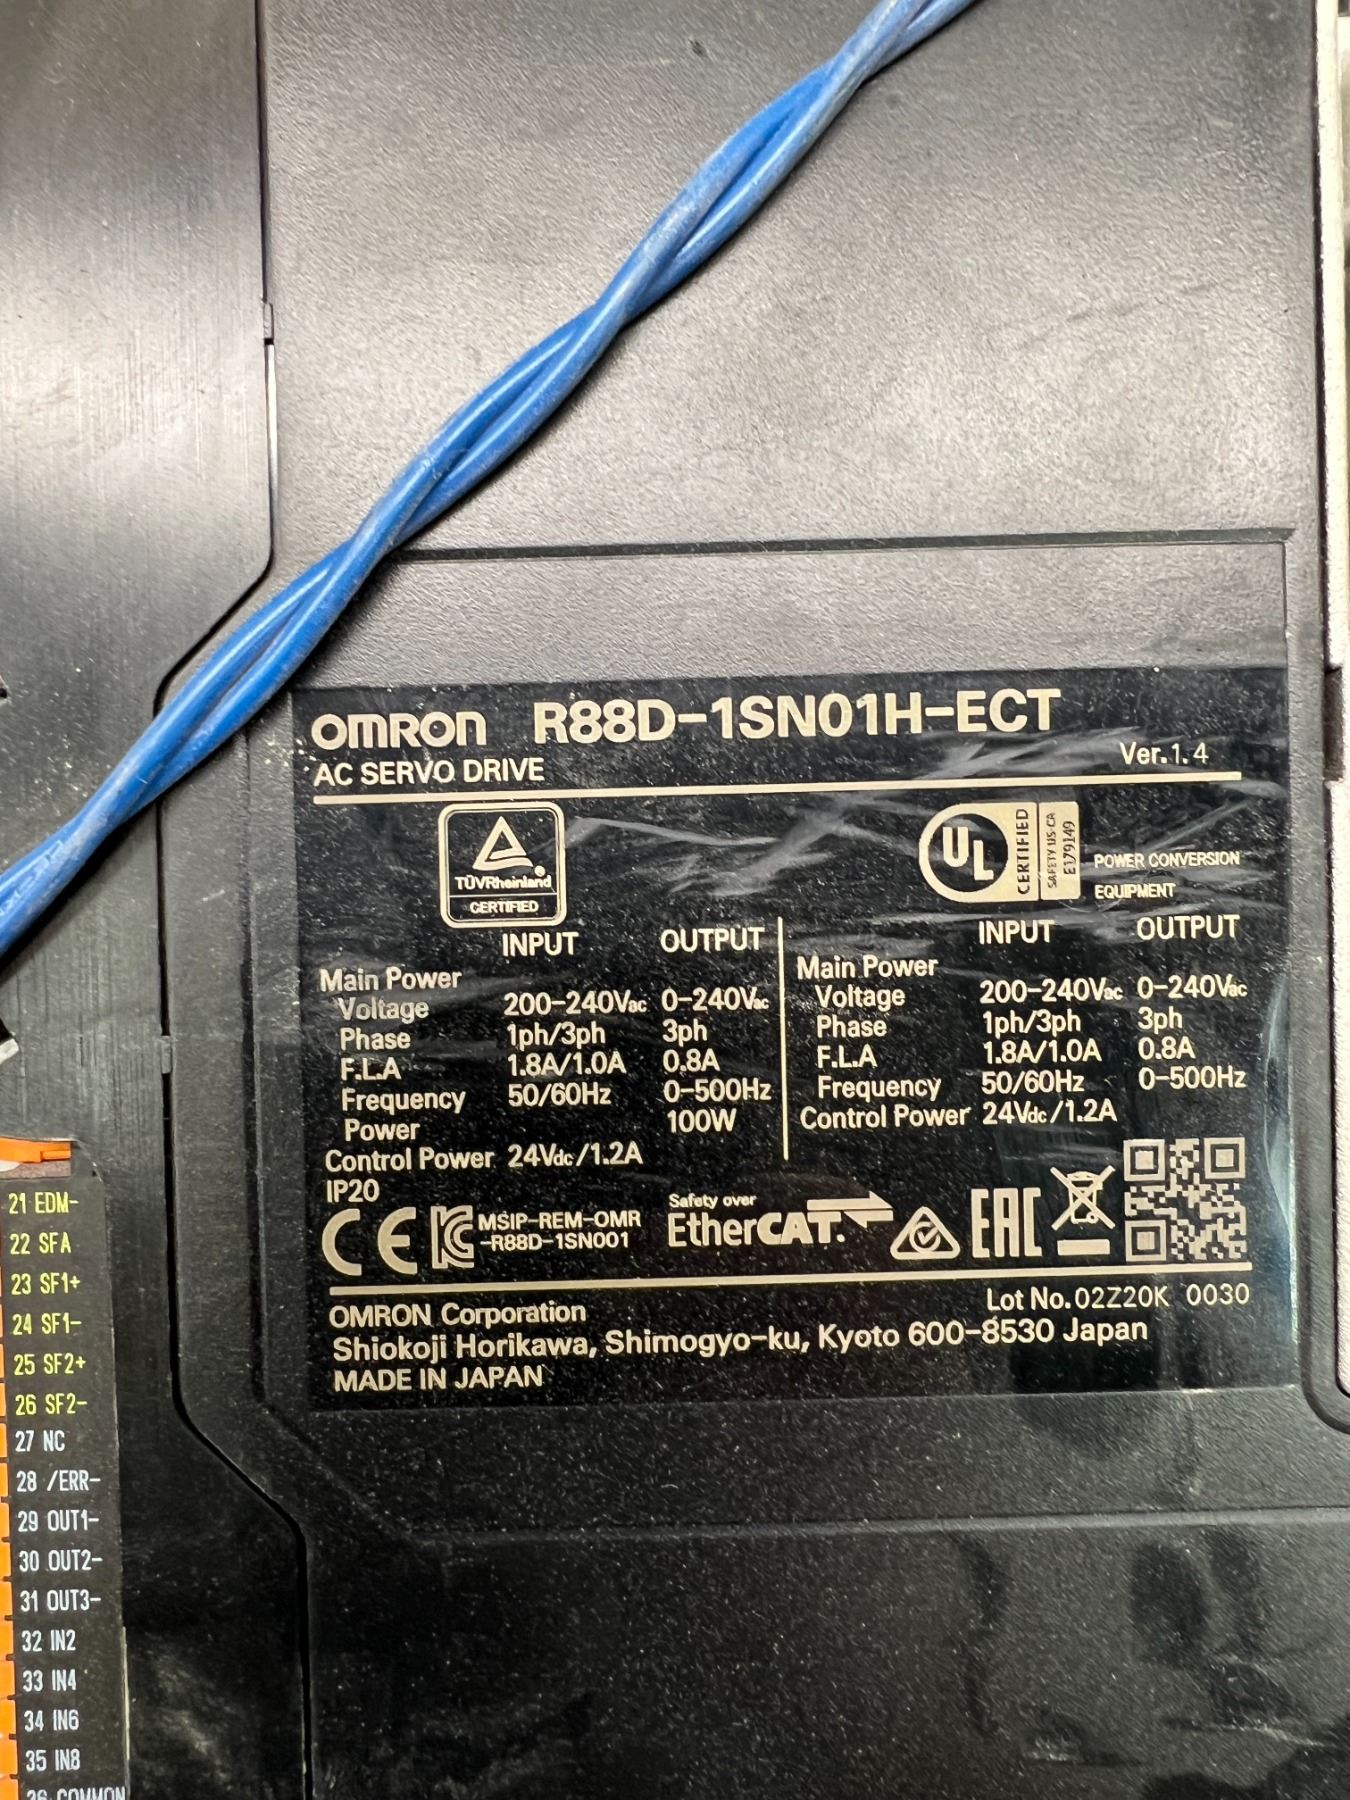 OMRON R88D-1SN01H-ECT
AC SERVO DRIVE
Ver.1.4
TÜVRheinland®
CERTIFIED
UL
CERTIFIED
SAFETY US-CA
E179149
POWER CONVERSION
EQUIPMENT
INPUT OUTPUT
Main Power
Voltage 200-240Vac 0-240Vac
Phase 1ph/3ph 3ph
F.L.A 1.8A/1.0A 0.8A
Frequency 50/60Hz 0-500Hz
Power 100W
Control Power 24Vdc/1.2A
IP20
INPUT OUTPUT
Main Power
Voltage 200-240Vac 0-240Vac
Phase 1ph/3ph 3ph
F.L.A 1.8A/1.0A 0.8A
Frequency 50/60Hz 0-500Hz
Control Power 24Vdc/1.2A
CE
MSIP-REM-OMR
-R88D-1SN001
Safety over
EtherCAT.
EAC
Lot No. 02Z20K 0030
OMRON Corporation
Shiokoji Horikawa, Shimogyo-ku, Kyoto 600-8530 Japan
MADE IN JAPAN
21 EDM-
22 SFA
23 SF1+
24 SF1-
25 SF2+
26 SF2-
27 NC
28 /ERR-
29 OUT1-
30 OUT2-
31 OUT3-
32 IN2
33 IN4
34 IN6
35 IN8
36 COMMON